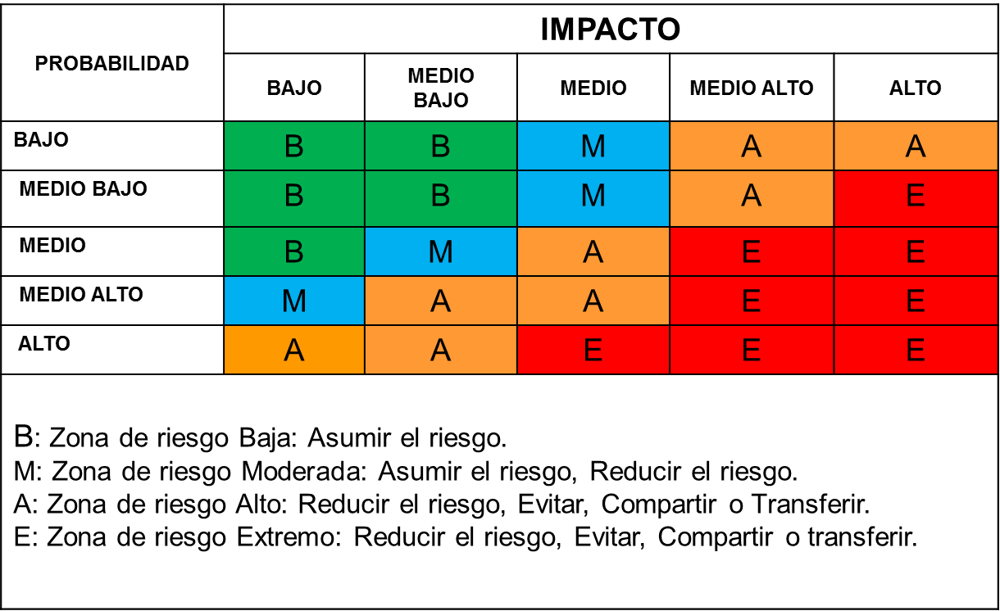 PROBABILIDAD
IMPACTO
BAJO
MEDIO
BAJO
MEDIO
MEDIO ALTO
ALTO
BAJO
B
B
M
A
A
MEDIO BAJO
B
B
M
A
E
MEDIO
B
M
A
E
E
MEDIO ALTO
M
A
A
E
E
ALTO
A
A
E
E
E
B: Zona de riesgo Baja: Asumir el riesgo.
M: Zona de riesgo Moderada: Asumir el riesgo, Reducir el riesgo.
A: Zona de riesgo Alto: Reducir el riesgo, Evitar, Compartir o Transferir.
E: Zona de riesgo Extremo: Reducir el riesgo, Evitar, Compartir o transferir.